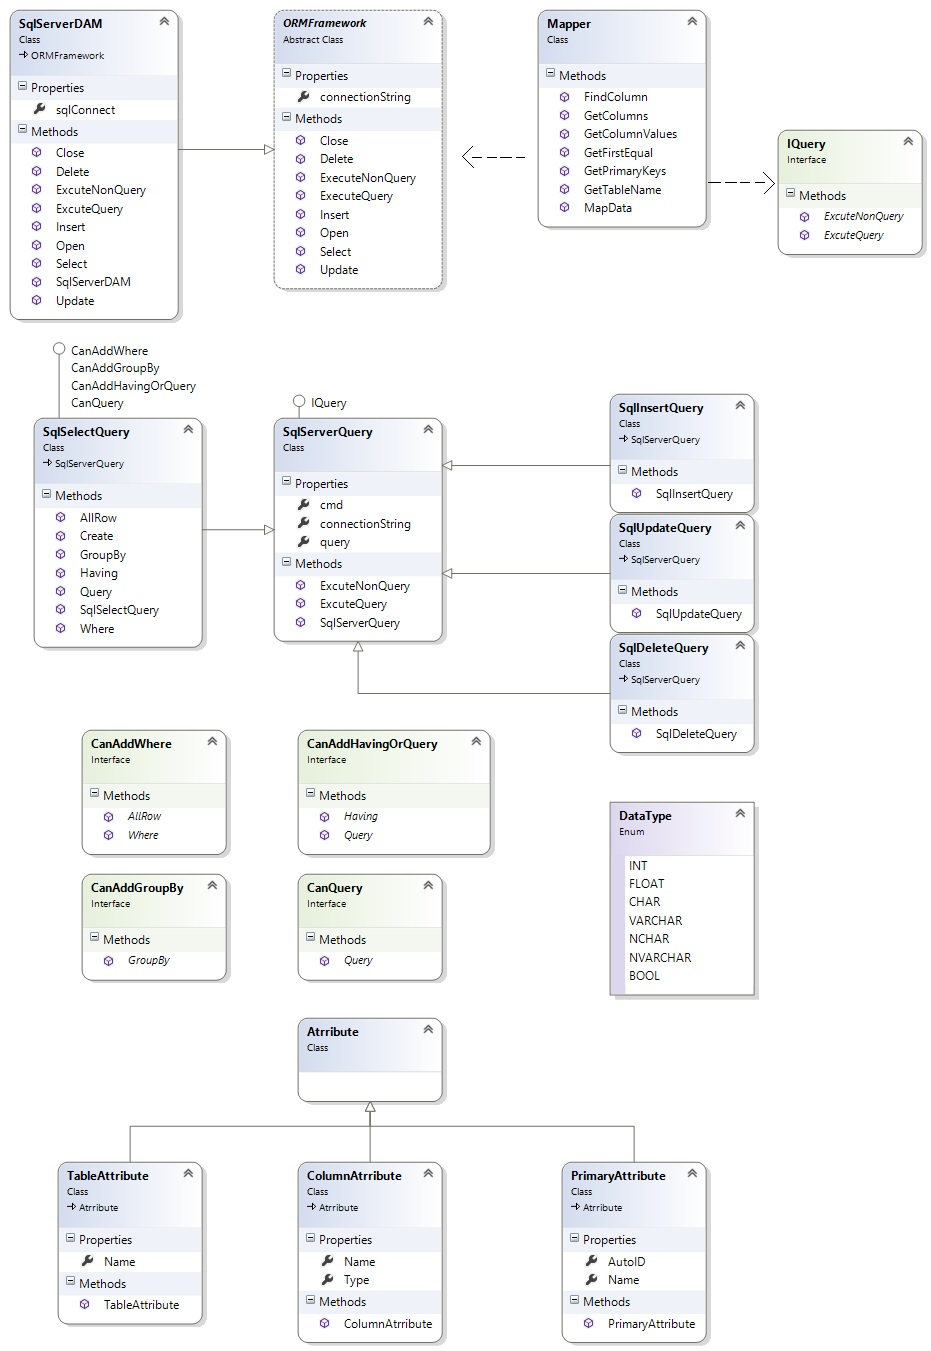 SqlServerDAM
Class
ORMFramework
Properties
sqlConnect
Methods
Close
Delete
ExcuteNonQuery
ExcuteQuery
Insert
Open
Select
SqlServerDAM
Update
ORMFramework
Abstract Class
Properties
connectionString
Methods
Close
Delete
ExecuteNonQuery
ExecuteQuery
Insert
Open
Select
Update
Mapper
Class
Methods
FindColumn
GetColumns
GetColumnValues
GetFirstEqual
GetPrimaryKeys
GetTableName
MapData
IQuery
Interface
Methods
ExcuteNonQuery
ExcuteQuery
CanAddWhere
CanAddGroupBy
CanAddHavingOrQuery
CanQuery
SqlSelectQuery
Class
SqlServerQuery
Methods
AllRow
Create
GroupBy
Having
Query
SqlSelectQuery
Where
IQuery
SqlServerQuery
Class
Properties
cmd
connectionString
query
Methods
ExcuteNonQuery
ExcuteQuery
SqlServerQuery
SqlInsertQuery
Class
SqlServerQuery
Methods
SqlInsertQuery
SqlUpdateQuery
Class
SqlServerQuery
Methods
SqlUpdateQuery
SqlDeleteQuery
Class
SqlServerQuery
Methods
SqlDeleteQuery
CanAddWhere
Interface
Methods
AllRow
Where
CanAddHavingOrQuery
Interface
Methods
Having
Query
CanAddGroupBy
Interface
Methods
GroupBy
CanQuery
Interface
Methods
Query
DataType
Enum
INT
FLOAT
CHAR
VARCHAR
NCHAR
NVARCHAR
BOOL
Atrribute
Class
TableAttribute
Class
Atrribute
Properties
Name
Methods
TableAttribute
ColumnAtrribute
Class
Atrribute
Properties
Name
Type
Methods
ColumnAtrribute
PrimaryAttribute
Class
Atrribute
Properties
AutoID
Name
Methods
PrimaryAttribute